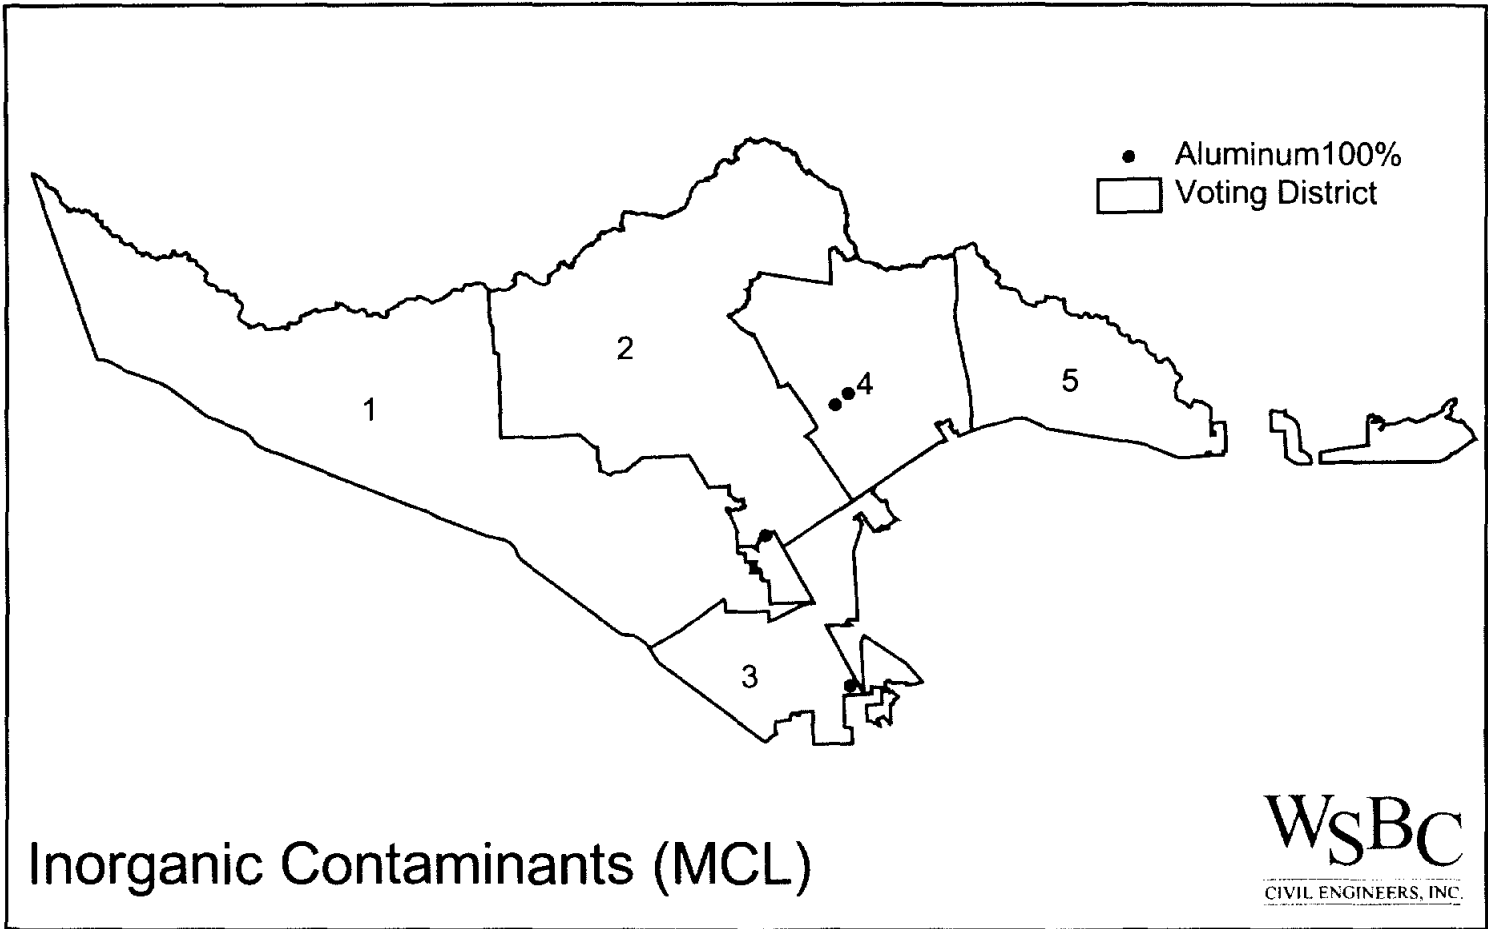 Aluminum100%
Voting District
2
4
5
1
3
Inorganic Contaminants (MCL)
WSBC
CIVIL ENGINEERS, INC.